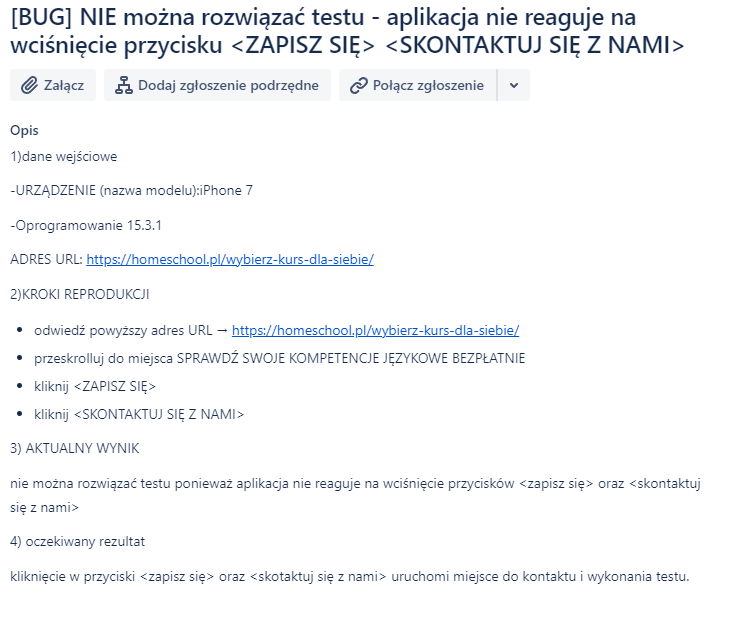 [BUG] NIE można rozwiązać testu - aplikacja nie reaguje na
wciśnięcie przycisku <ZAPISZ SIĘ> <SKONTAKTUJ SIĘ Z NAMI>
Załącz
Dodaj zgłoszenie podrzędne
Połącz zgłoszenie
Opis
1)dane wejściowe
-URZĄDZENIE (nazwa modelu):iPhone 7
-Oprogramowanie 15.3.1
ADRES URL: https://homeschool.pl/wybierz-kurs-dla-siebie/
2)KROKI REPRODUKCJI
• odwiedź powyższy adres URL → https://homeschool.pl/wybierz-kurs-dla-siebie/
• przeskrolluj do miejsca SPRAWDŹ SWOJE KOMPETENCJE JĘZYKOWE BEZPŁATNIE
• kliknij <ZAPISZ SIĘ>
• kliknij <SKONTAKTUJ SIĘ Z NAMI>
3) AKTUALNY WYNIK
nie można rozwiązać testu ponieważ aplikacja nie reaguje na wciśnięcie przycisków <zapisz się> oraz <skontaktuj
się z nami>
4) oczekiwany rezultat
kliknięcie w przyciski <zapisz się> oraz <skotaktuj się z nami> uruchomi miejsce do kontaktu i wykonania testu.